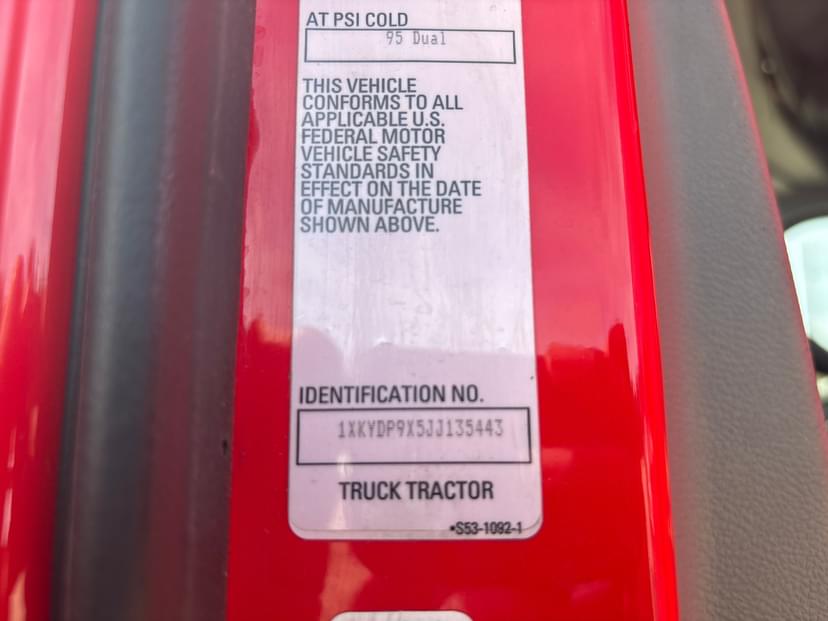 AT PSI COLD
95 Dual
THIS VEHICLE
CONFORMS TO ALL
APPLICABLE U.S.
FEDERAL MOTOR
VEHICLE SAFETY
STANDARDS IN
EFFECT ON THE DATE
OF MANUFACTURE
SHOWN ABOVE.
IDENTIFICATION NO.
1XKYDP9X5JJ135443
TRUCK TRACTOR
*S53-1092-1